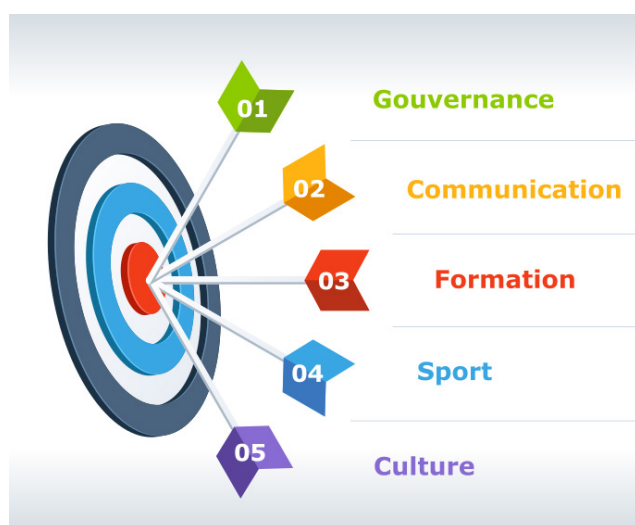 01
Gouvernance
02
Communication
03
Formation
04
Sport
05
Culture